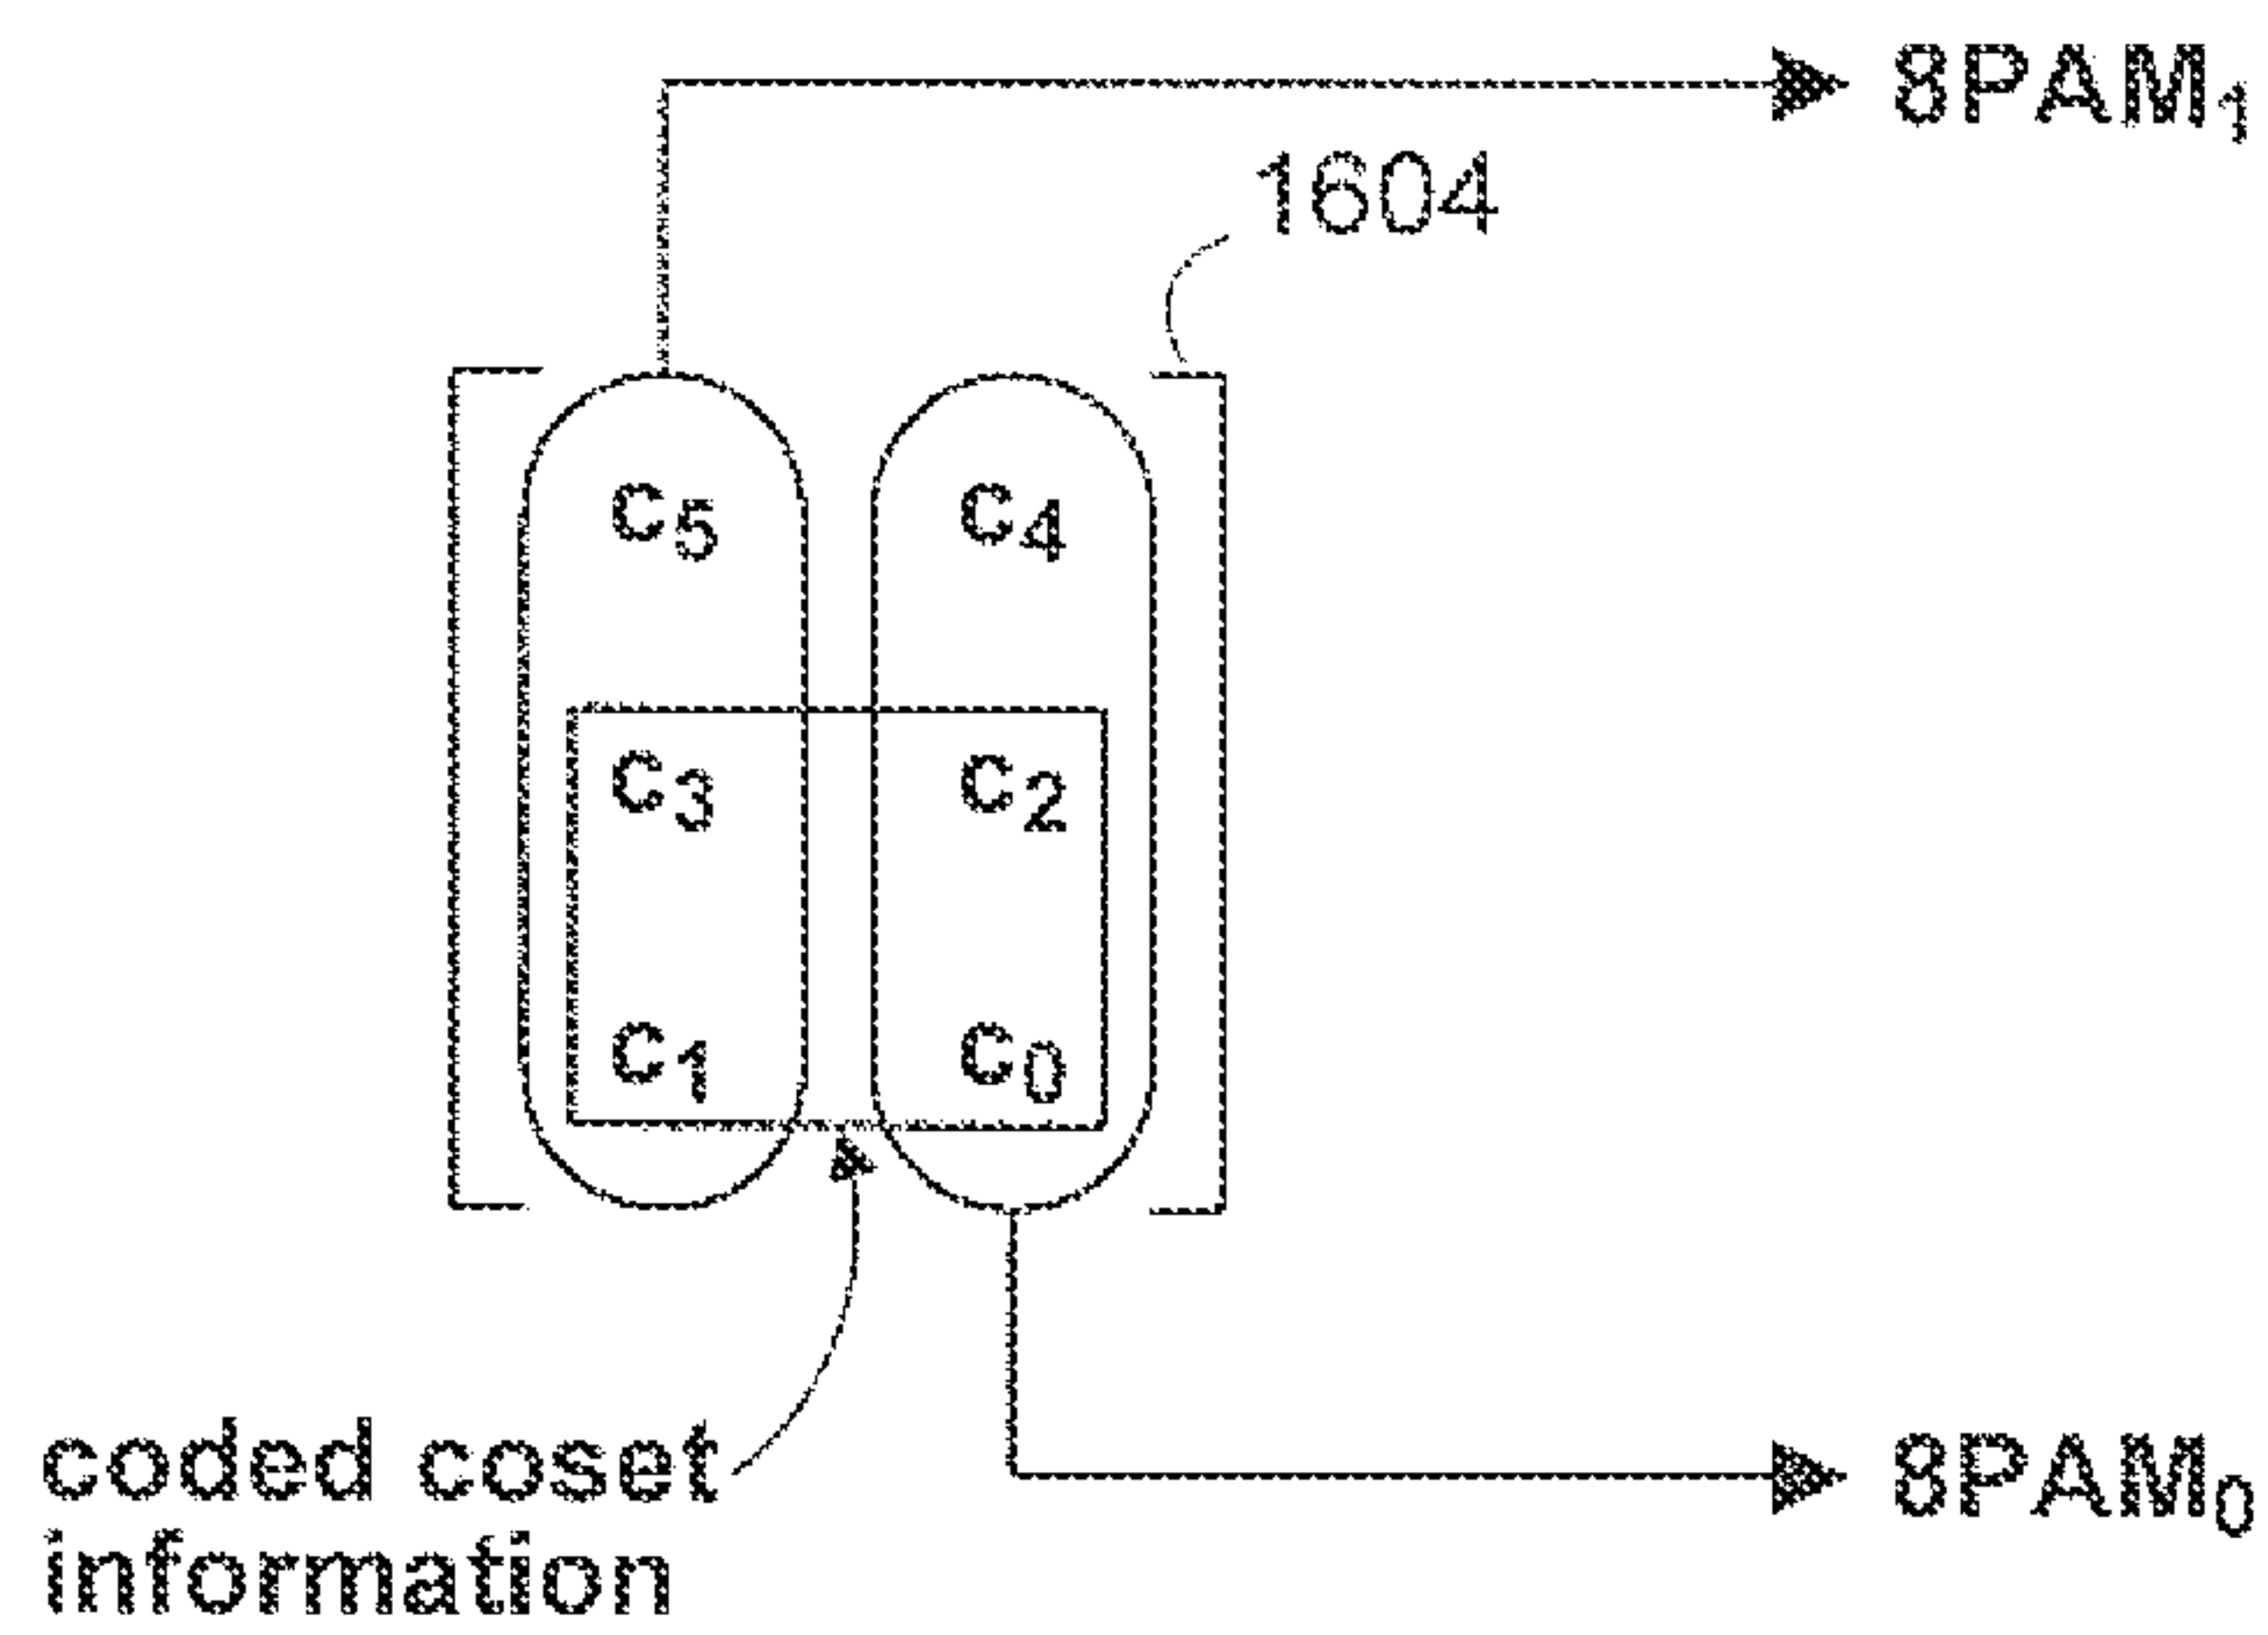 8PAM₁
1604
c₅ c₄
c₃ c₂
c₁ c₀
coded coset
information
8PAM₀